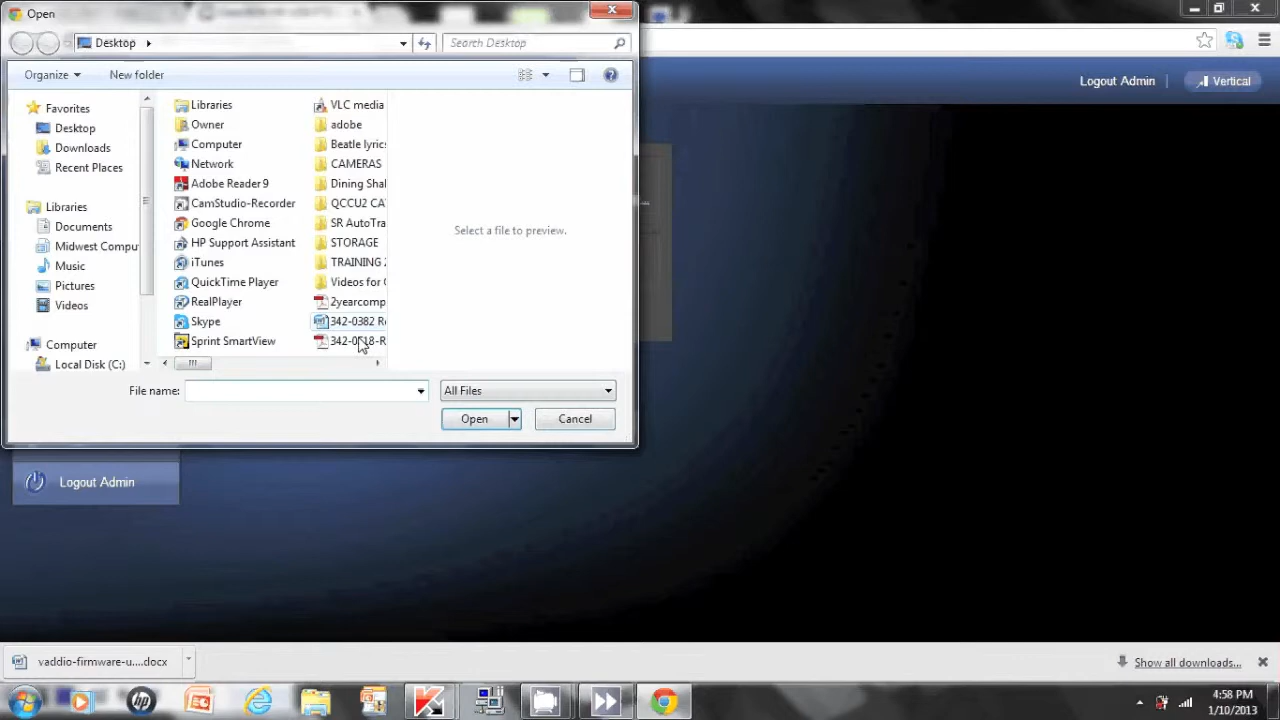 Open
Desktop
Search Desktop
Organize
New folder
Logout Admin
Vertical
Favorites
Desktop
Downloads
Recent Places
Libraries
Documents
Midwest Compu
Music
Pictures
Videos
Computer
Local Disk (C:)
Libraries
Owner
Computer
Network
Adobe Reader 9
CamStudio-Recorder
Google Chrome
HP Support Assistant
iTunes
QuickTime Player
RealPlayer
Skype
Sprint SmartView
VLC media
adobe
Beatle lyrics
CAMERAS
Dining Shal
QCCU2 CA
SR AutoTra
STORAGE
TRAINING 2
Videos for
2yearcomp
342-0382 Re
Select a file to preview.
File name:
All Files
Open
Cancel
Logout Admin
vaddio-firmware-u....docx
Show all downloads...
4:58 PM
1/10/2013